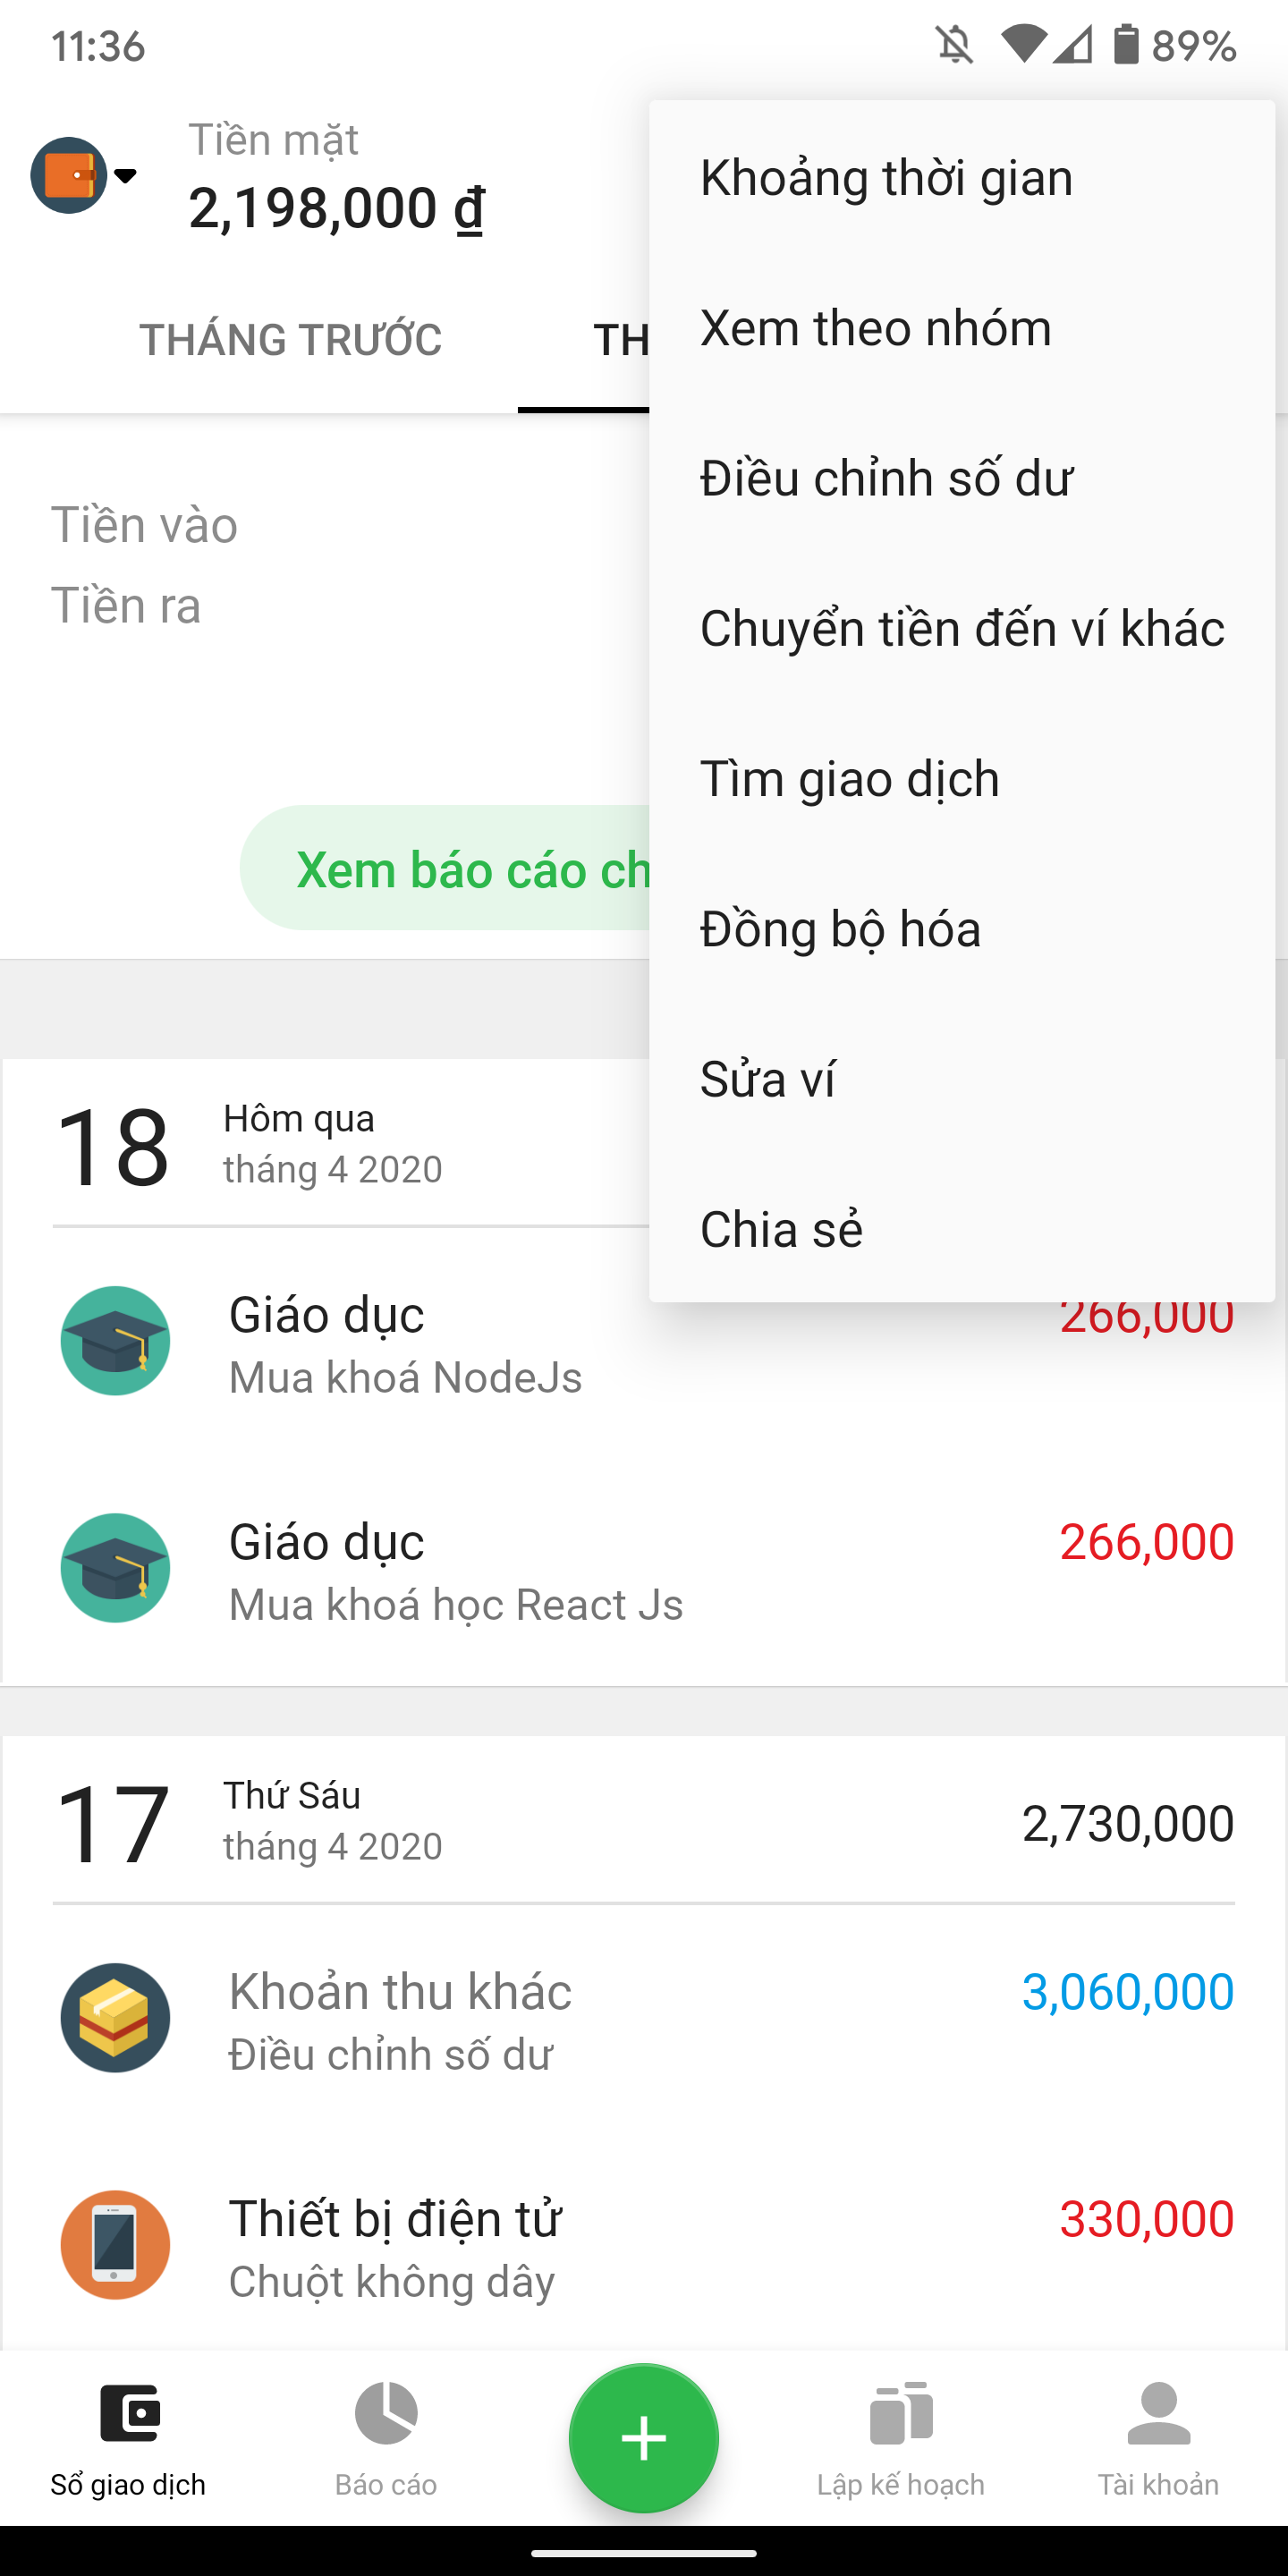 11:36
89%
Tiền mặt
2,198,000 ₫
THÁNG TRƯỚC
TH
Khoảng thời gian
Xem theo nhóm
Điều chỉnh số dư
Chuyển tiền đến ví khác
Tìm giao dịch
Đồng bộ hóa
Sửa ví
Chia sẻ
Tiền vào
Tiền ra
Xem báo cáo ch
18
Hôm qua
tháng 4 2020
Giáo dục
266,000
Mua khoá NodeJs
Giáo dục
266,000
Mua khoá học React Js
17
Thứ Sáu
tháng 4 2020
2,730,000
Khoản thu khác
3,060,000
Điều chỉnh số dư
Thiết bị điện tử
330,000
Chuột không dây
Sổ giao dịch
Báo cáo
Lập kế hoạch
Tài khoản